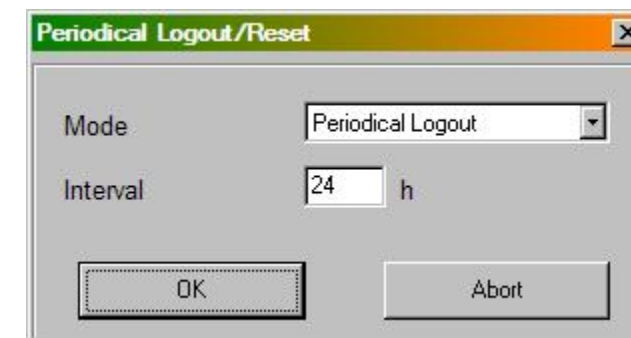 Periodical Logout/Reset
Mode Periodical Logout
Interval 24 h
OK Abort